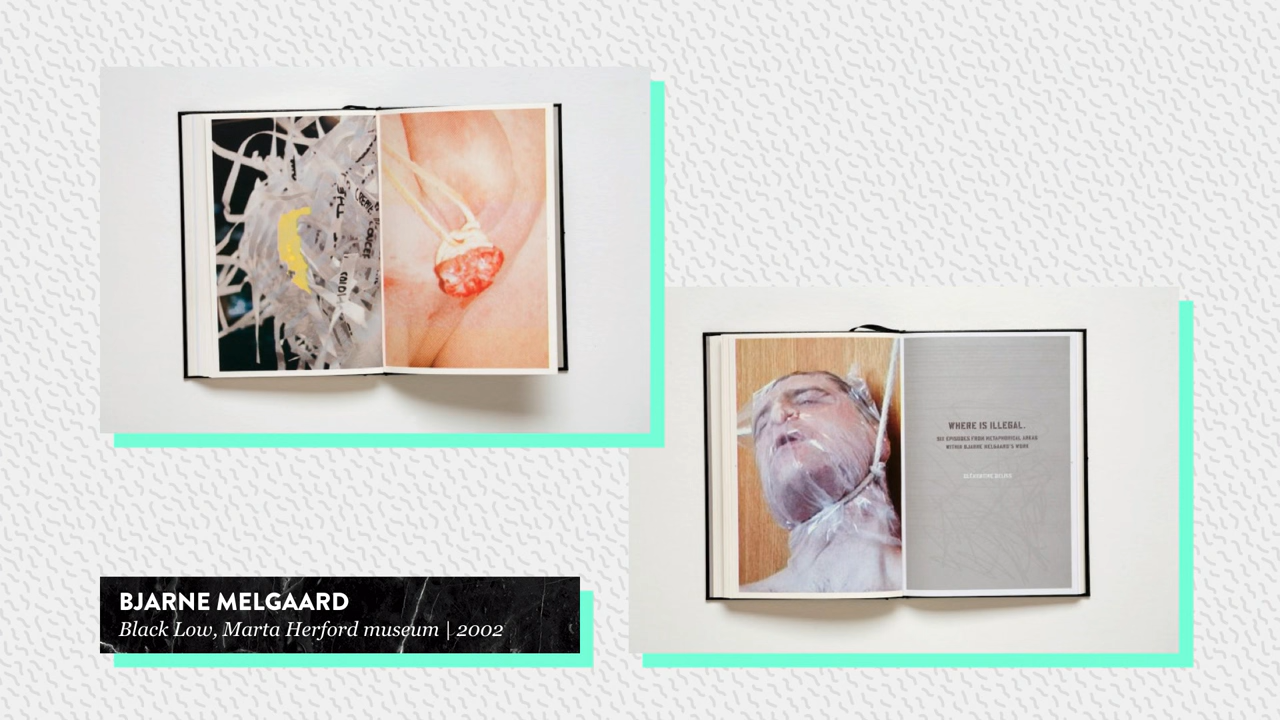 BJARNE MELGAARD
Black Low, Marta Herford museum | 2002
WHERE IS ILLEGAL.
SIX EPISODES FROM METAPHORICAL AREAS
WITHIN BJARNE MELGAARD'S WORK